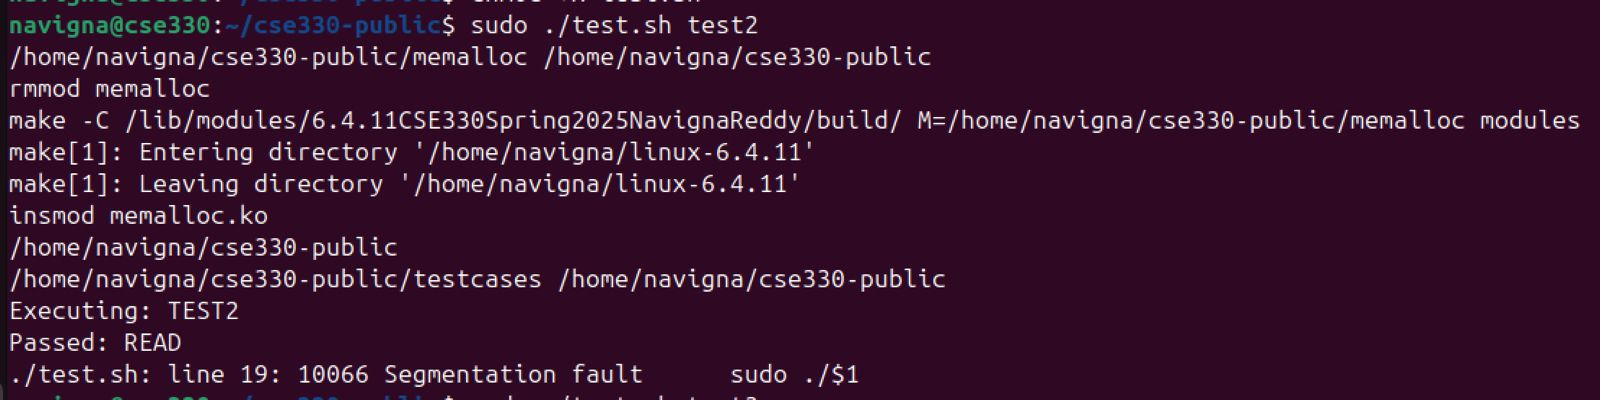 navigna@cse330:~/cse330-public$ sudo ./test.sh test2
/home/navigna/cse330-public/memalloc /home/navigna/cse330-public
rmmod memalloc
make -C /lib/modules/6.4.11CSE330Spring2025NavignaReddy/build/ M=/home/navigna/cse330-public/memalloc modules
make[1]: Entering directory '/home/navigna/linux-6.4.11'
make[1]: Leaving directory '/home/navigna/linux-6.4.11'
insmod memalloc.ko
/home/navigna/cse330-public
/home/navigna/cse330-public/testcases /home/navigna/cse330-public
Executing: TEST2
Passed: READ
./test.sh: line 19: 10066 Segmentation fault      sudo ./$1